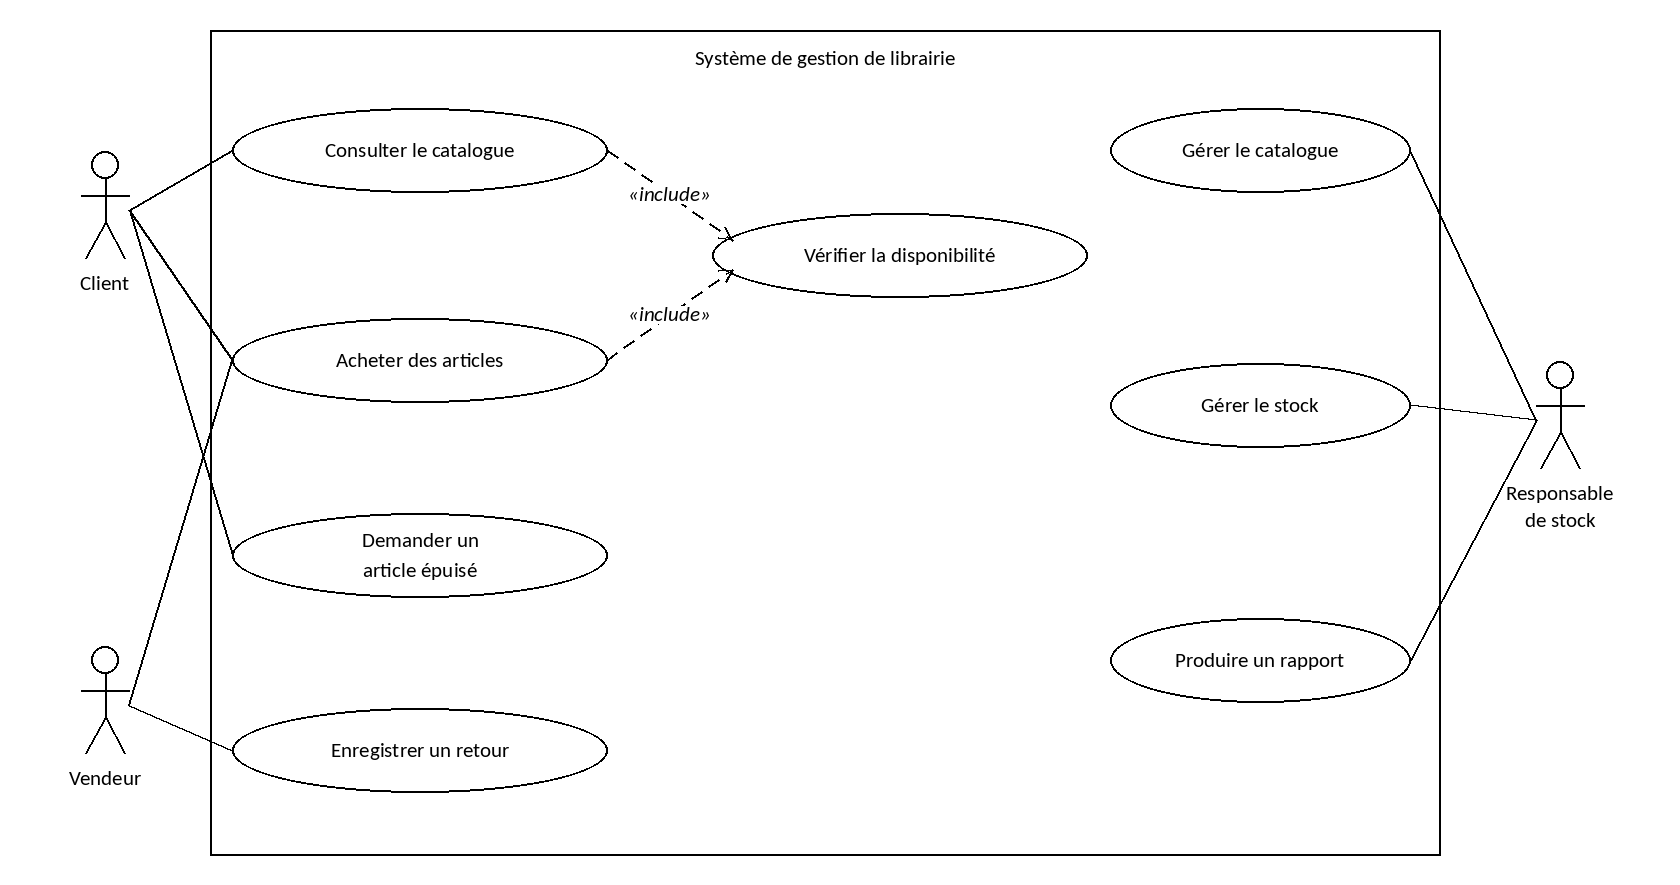 Système de gestion de librairie
Consulter le catalogue
Gérer le catalogue
«include»
Vérifier la disponibilité
Client
«include»
Acheter des articles
Gérer le stock
Responsable
de stock
Demander un
article épuisé
Produire un rapport
Enregistrer un retour
Vendeur